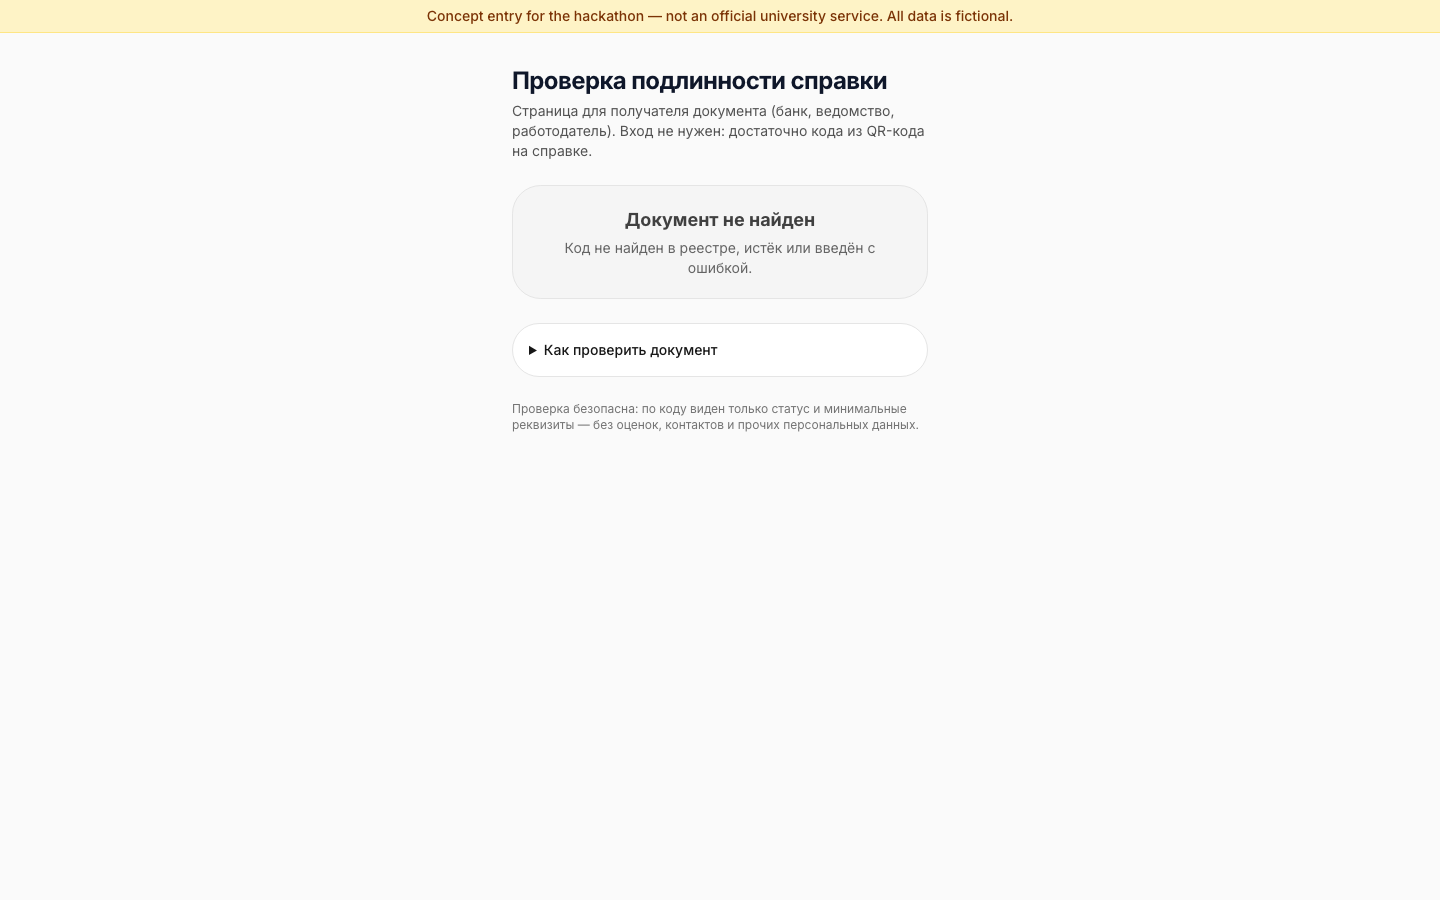 Concept entry for the hackathon — not an official university service. All data is fictional.
Проверка подлинности справки
Страница для получателя документа (банк, ведомство,
работодатель). Вход не нужен: достаточно кода из QR-кода
на справке.
Документ не найден
Код не найден в реестре, истёк или введён с
ошибкой.
Как проверить документ
Проверка безопасна: по коду виден только статус и минимальные
реквизиты — без оценок, контактов и прочих персональных данных.